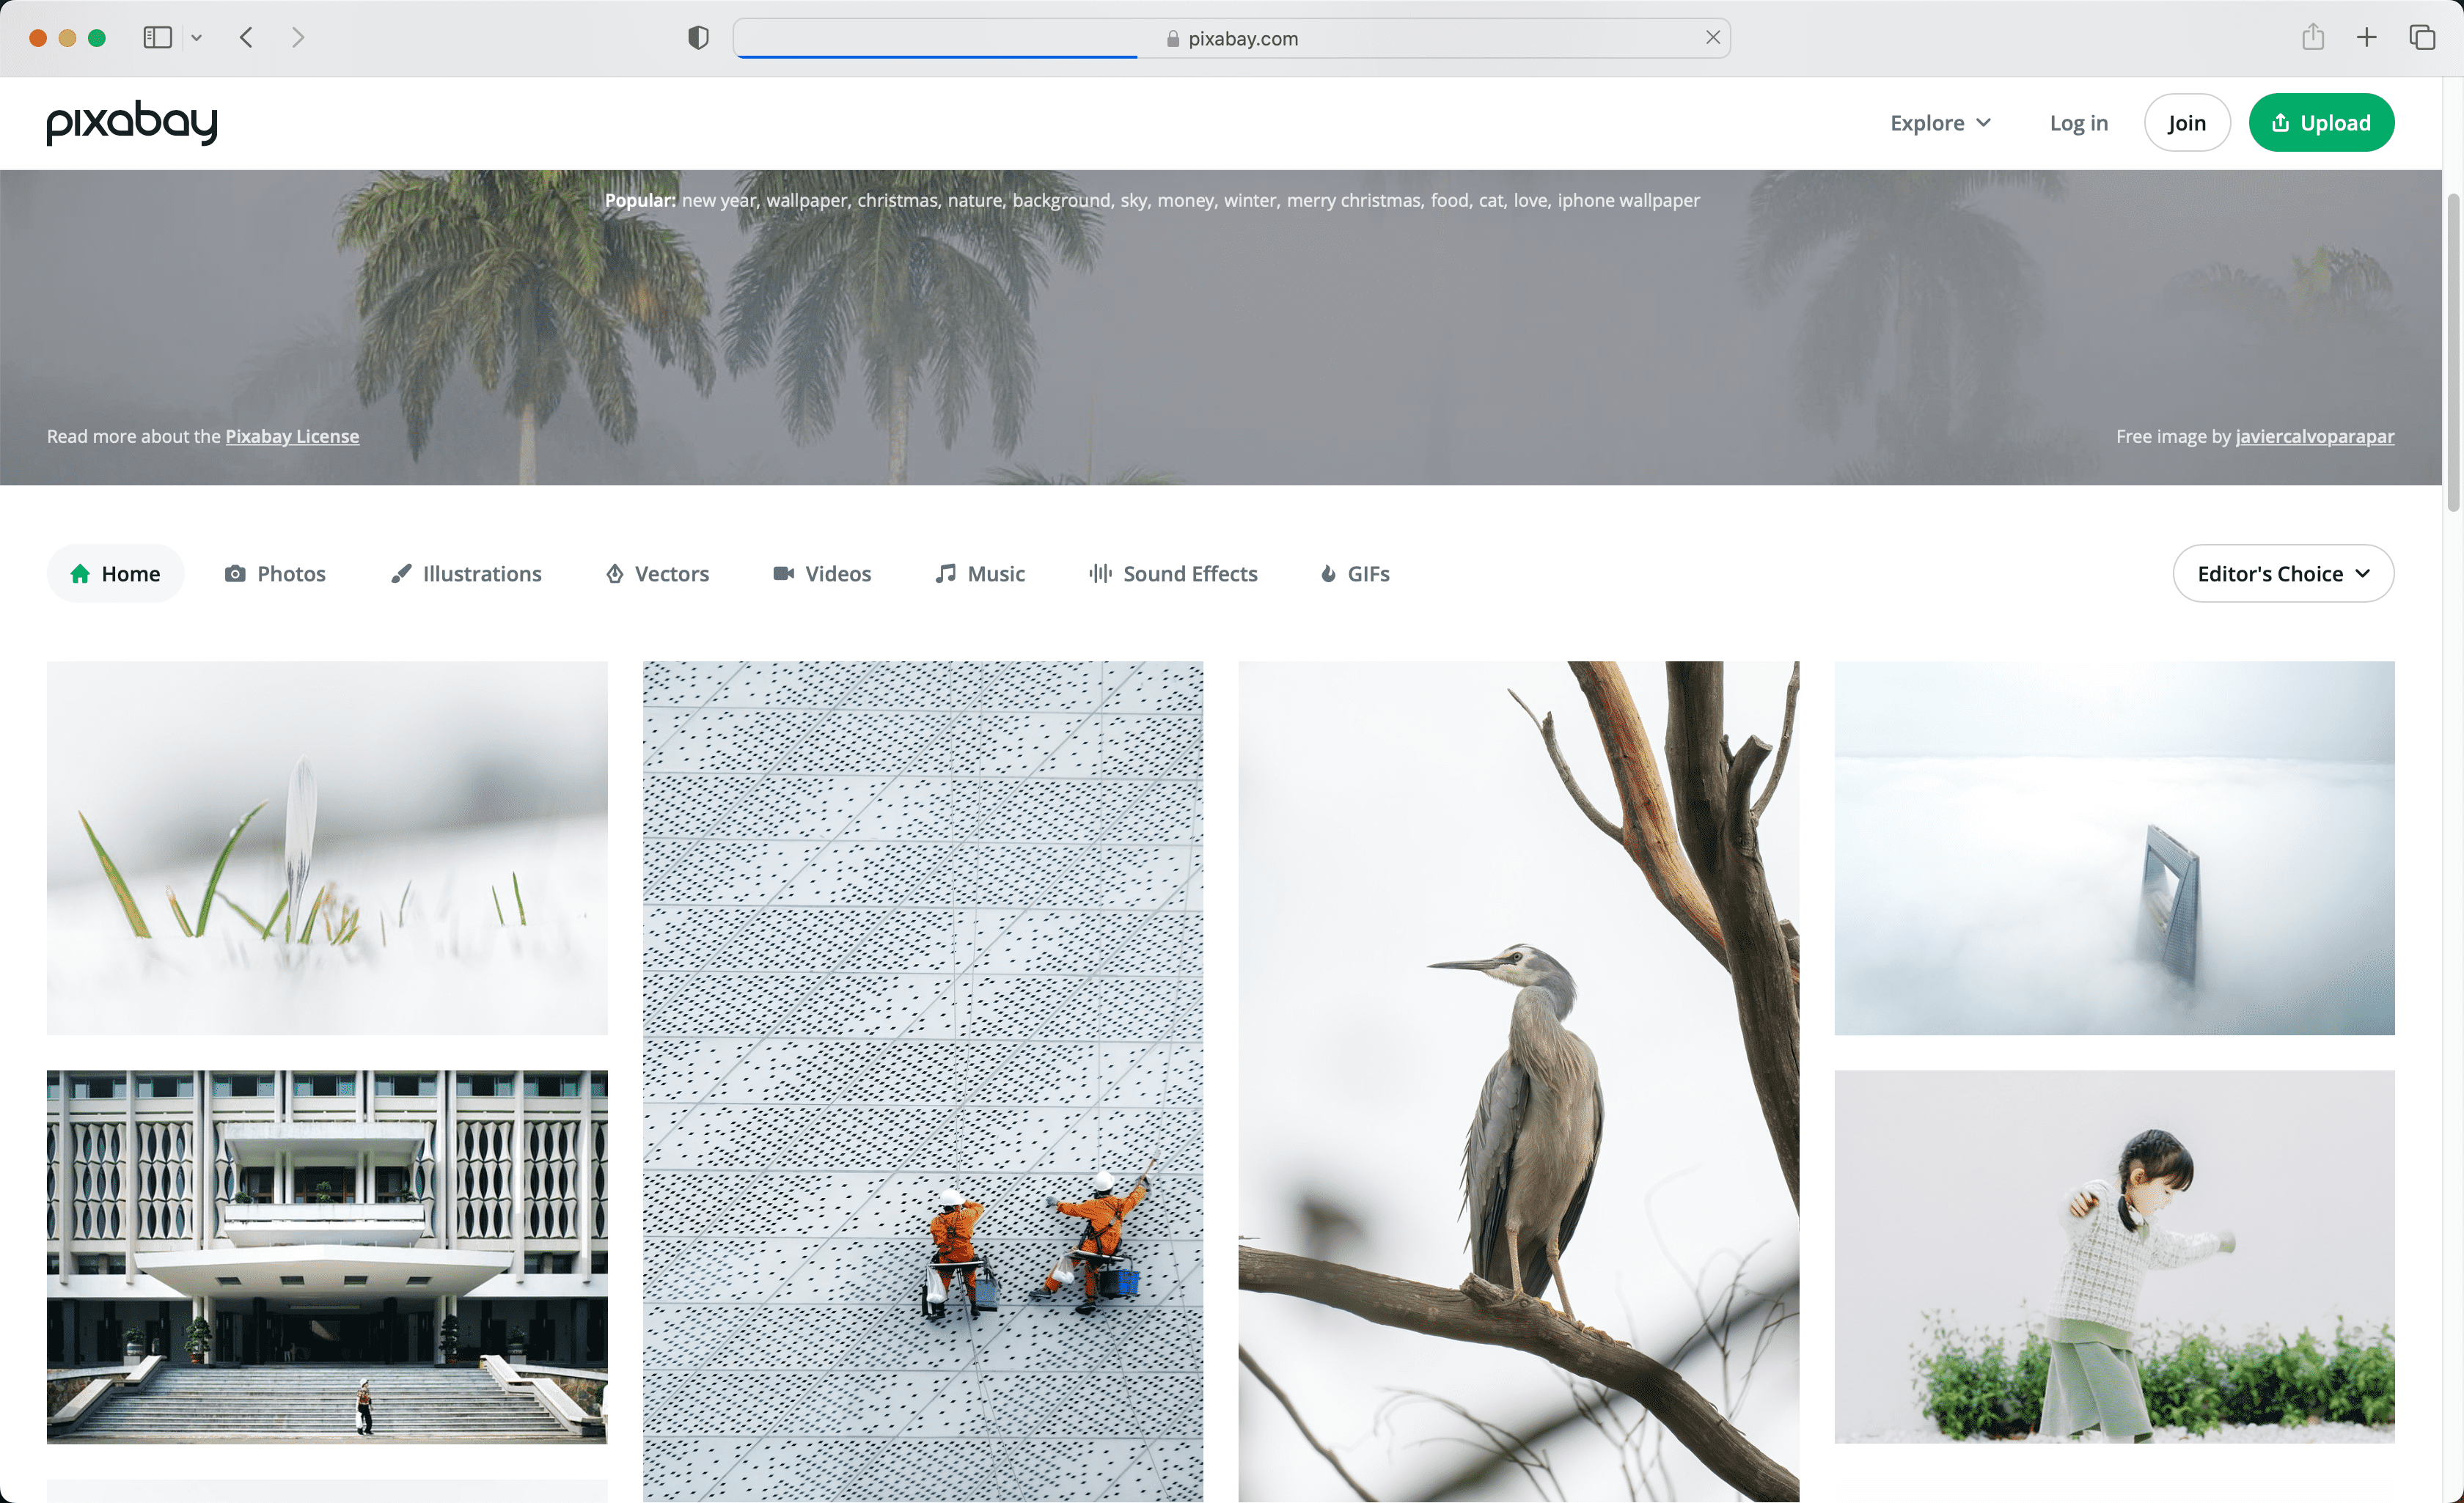 pixabay.com
pixabay
Explore
Log in
Join
Upload
Popular: new year, wallpaper, christmas, nature, background, sky, money, winter, merry christmas, food, cat, love, iphone wallpaper
Read more about the Pixabay License
Free image by javiercalvoparapar
Home
Photos
Illustrations
Vectors
Videos
Music
Sound Effects
GIFs
Editor's Choice